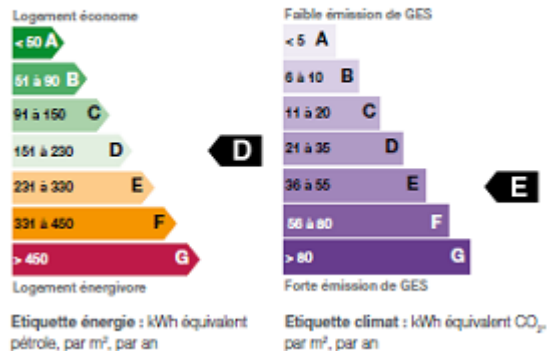 Logement économe
< 50 A
51 à 90 B
91 à 150 C
151 à 230 D
D
231 à 330 E
331 à 450 F
> 450 G
Logement énergivore
Etiquette énergie : kWh équivalent
pétrole, par m², par an
Faible émission de GES
< 5 A
6 à 10 B
11 à 20 C
21 à 35 D
36 à 55 E
E
56 à 80 F
> 80 G
Forte émission de GES
Etiquette climat : kWh équivalent CO₂,
par m², par an